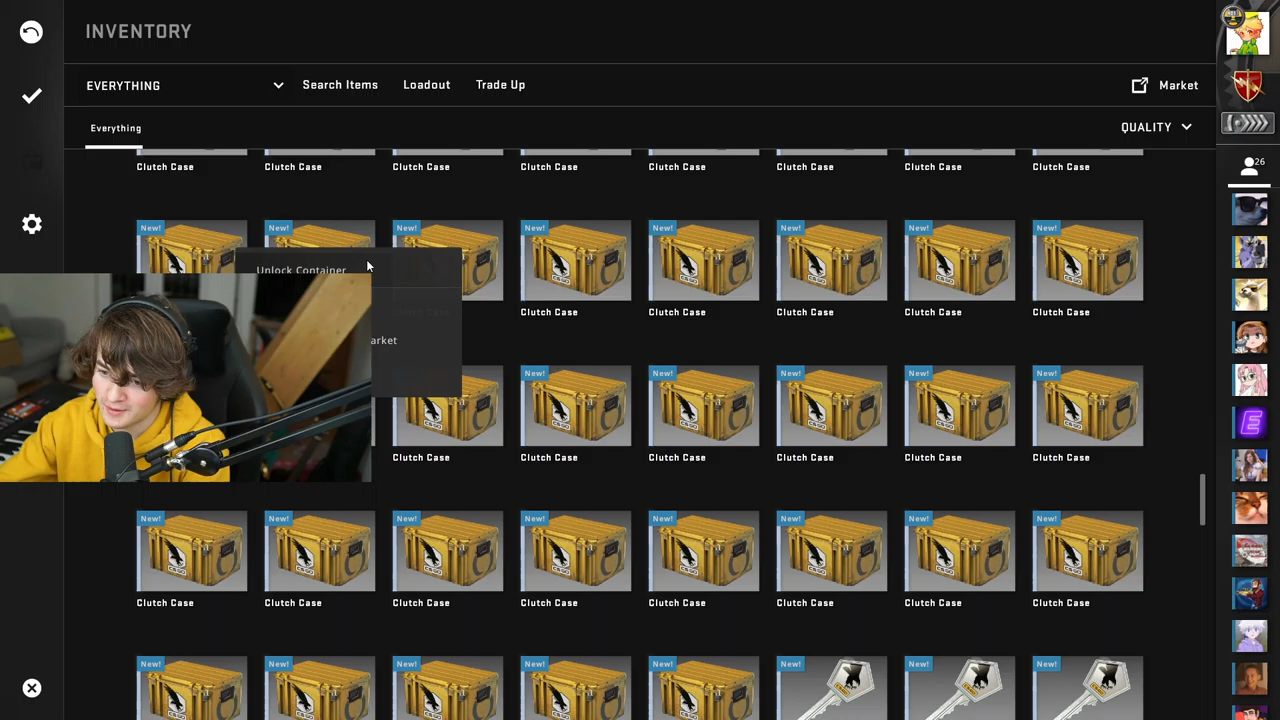 INVENTORY
EVERYTHING
Search Items
Loadout
Trade Up
Market
Everything
QUALITY
26
Clutch Case
Clutch Case
Clutch Case
Clutch Case
Clutch Case
Clutch Case
Clutch Case
Clutch Case
New!
New!
New!
New!
New!
New!
New!
New!
Unlock Container
Clutch Case
Clutch Case
Clutch Case
Clutch Case
Clutch Case
Clutch Case
arket
New!
New!
New!
New!
New!
New!
Clutch Case
Clutch Case
Clutch Case
Clutch Case
Clutch Case
Clutch Case
New!
New!
New!
New!
New!
New!
New!
New!
Clutch Case
Clutch Case
Clutch Case
Clutch Case
Clutch Case
Clutch Case
Clutch Case
Clutch Case
New!
New!
New!
New!
New!
New!
New!
New!
E